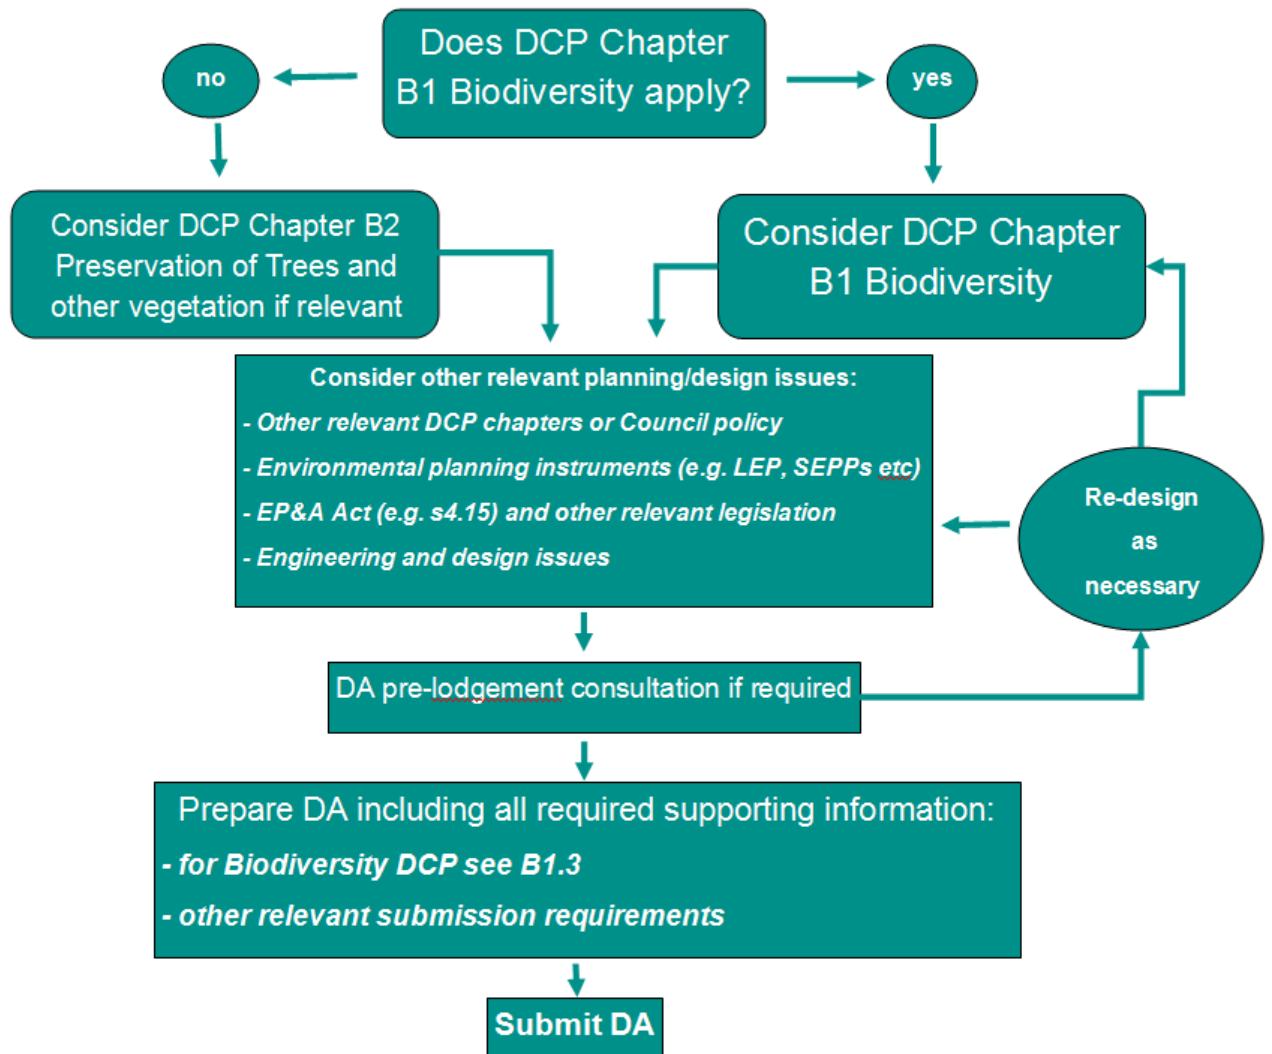 Does DCP Chapter
B1 Biodiversity apply?
no
yes
Consider DCP Chapter B2
Preservation of Trees and
other vegetation if relevant
Consider DCP Chapter
B1 Biodiversity
Consider other relevant planning/design issues:
- Other relevant DCP chapters or Council policy
- Environmental planning instruments (e.g. LEP, SEPPs etc)
- EP&A Act (e.g. s4.15) and other relevant legislation
- Engineering and design issues
Re-design
as
necessary
DA pre-lodgement consultation if required
Prepare DA including all required supporting information:
- for Biodiversity DCP see B1.3
- other relevant submission requirements
Submit DA